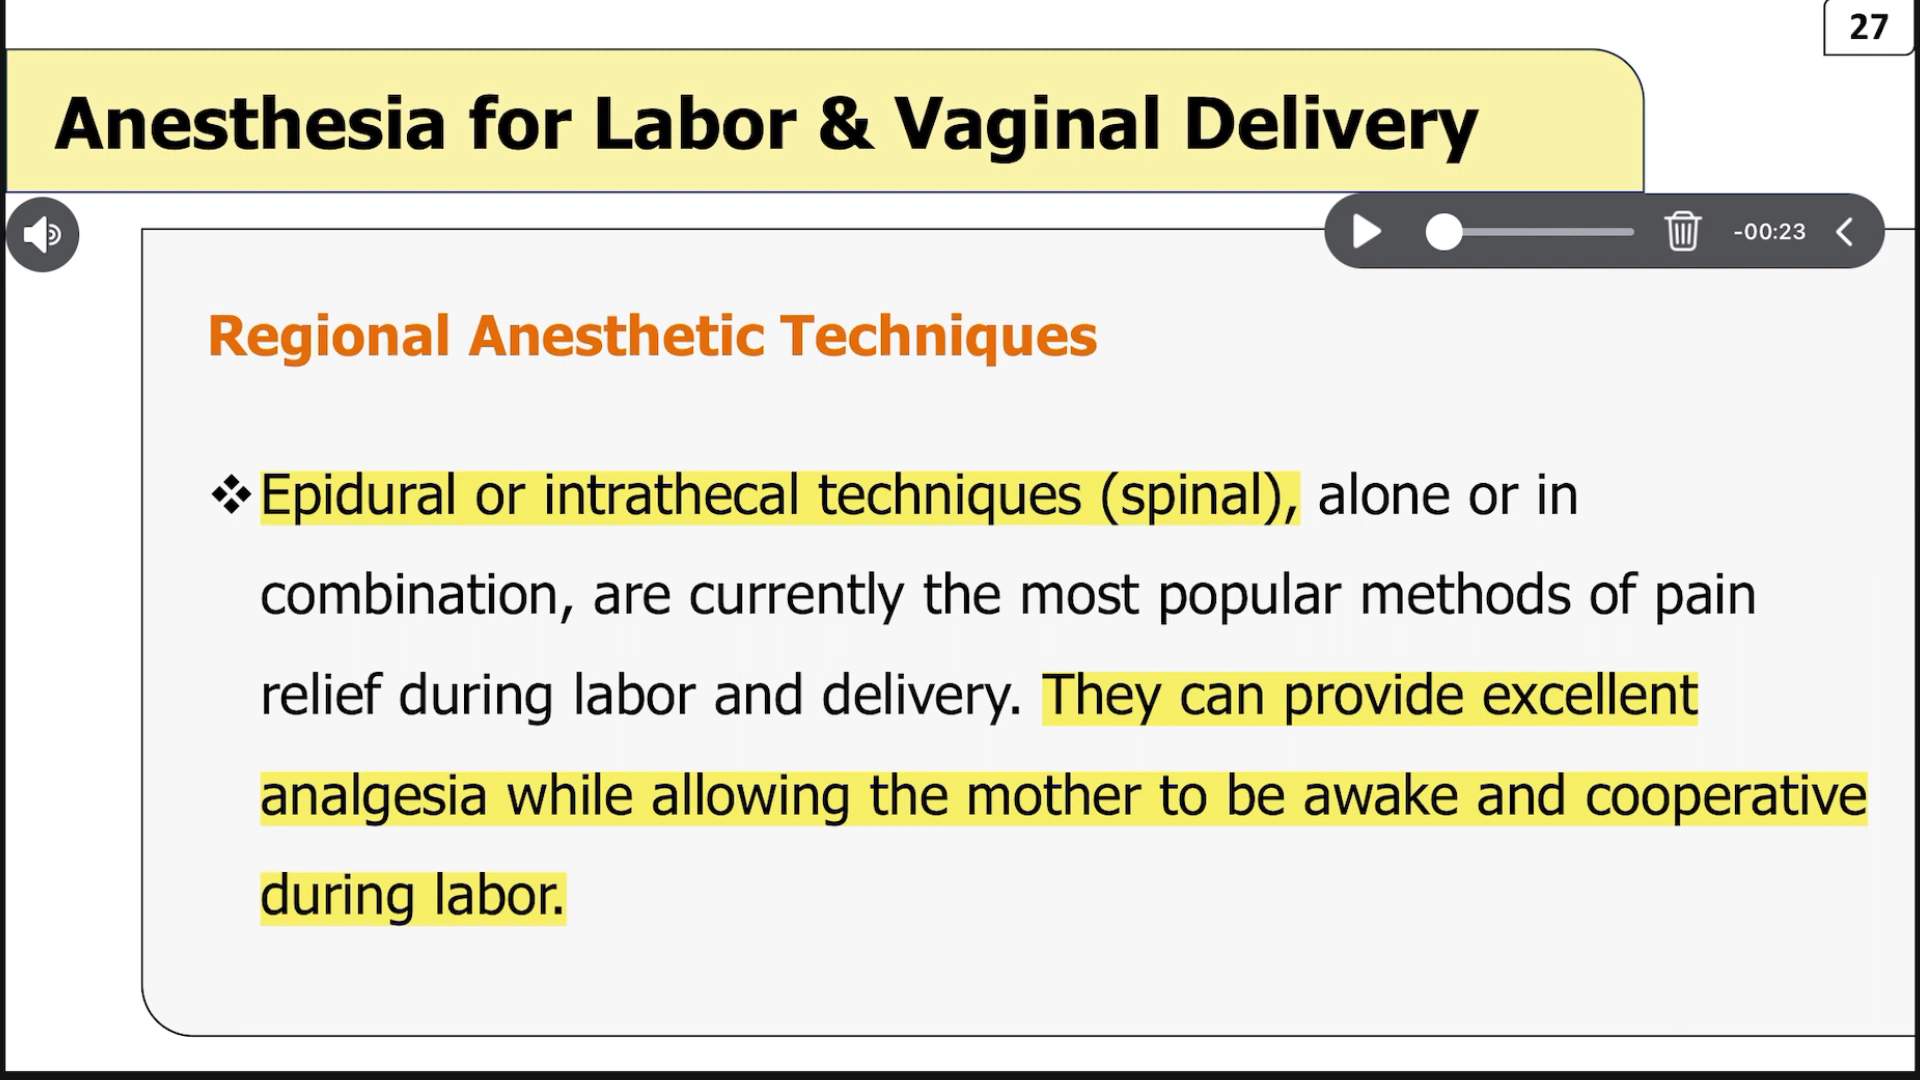 27
Anesthesia for Labor & Vaginal Delivery
-00:23
Regional Anesthetic Techniques
❖Epidural or intrathecal techniques (spinal), alone or in
combination, are currently the most popular methods of pain
relief during labor and delivery. They can provide excellent
analgesia while allowing the mother to be awake and cooperative
during labor.